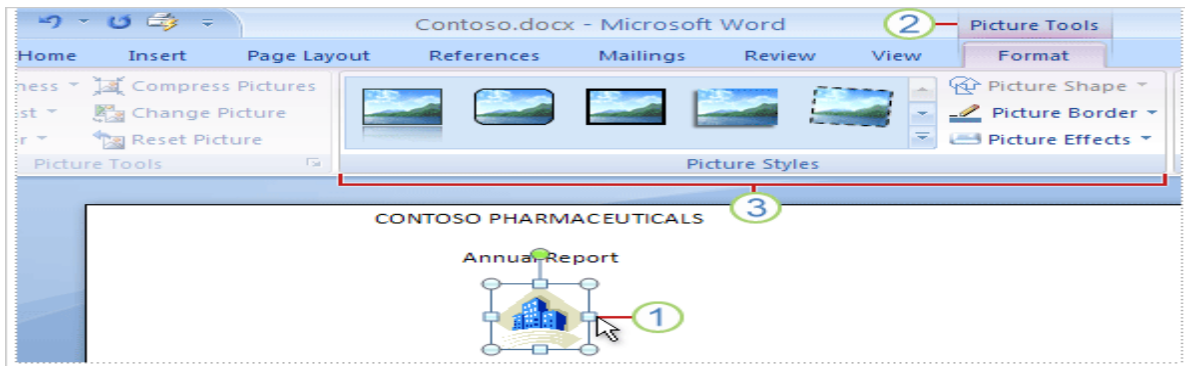 Contoso.docx - Microsoft Word 2 Picture Tools
Home Insert Page Layout References Mailings Review View Format
ness Compress Pictures Picture Shape
st Change Picture Picture Border
r Reset Picture Picture Effects
Picture Tools Picture Styles
3
CONTOSO PHARMACEUTICALS
Annual Report
1